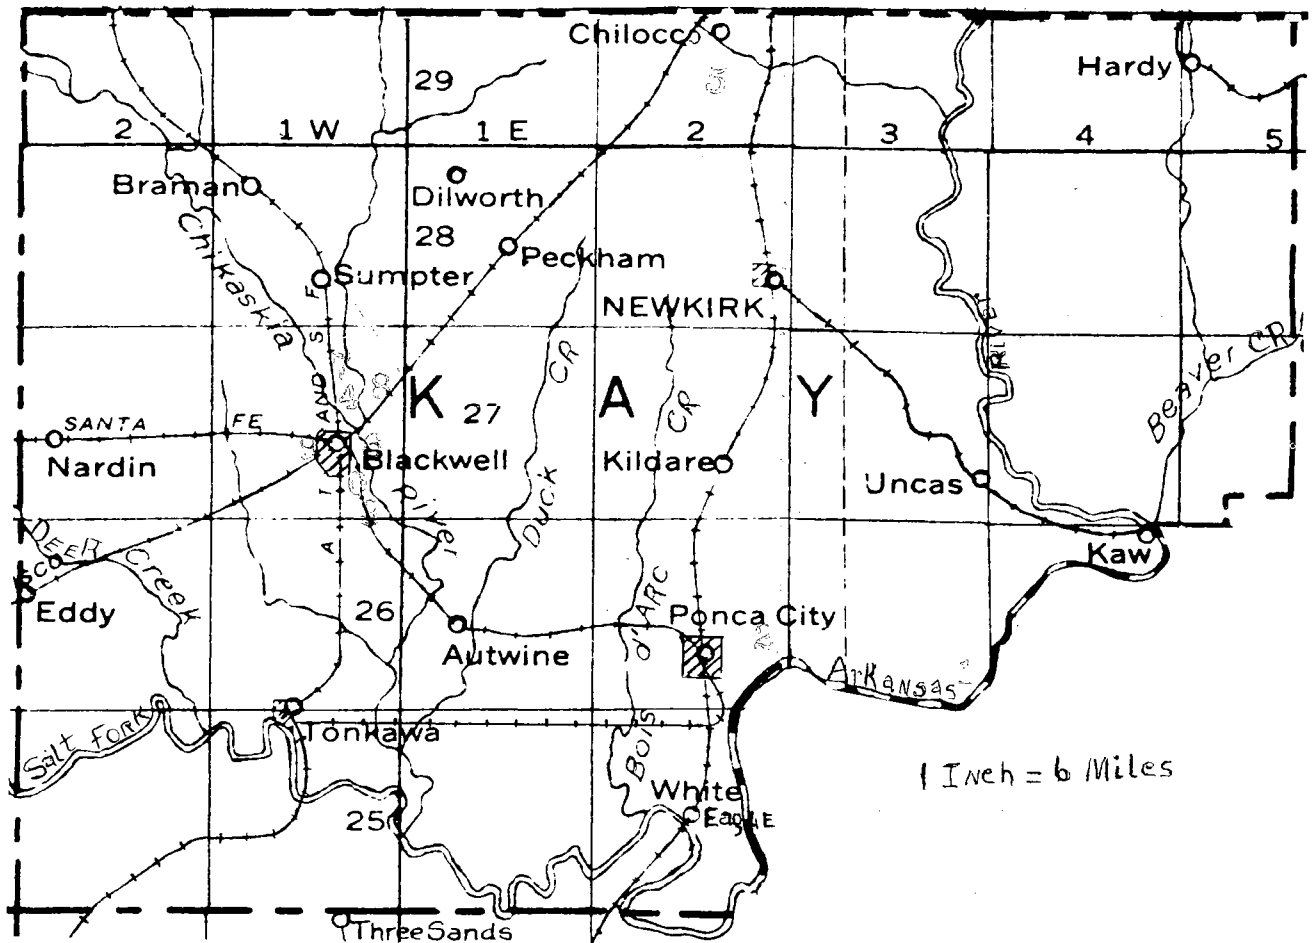 Chilocco
Hardy
29
2
1 W
1 E
2
3
4
5
Braman
Dilworth
28
Chikaskia
Peckham
Sumpter
NEWKIRK
SANTA FE
AND
S F
K A Y
27
CR
CR
RIVER
Beaver CR
Nardin
Blackwell
River
Duck
Kildare
Uncas
Kaw
DEER Creek
Eddy
26
Autwine
Ponca City
Bois d'ARC
Arkansas
Salt Fork
Tonkawa
1 Inch = 6 Miles
White
EaglE
25
Three Sands